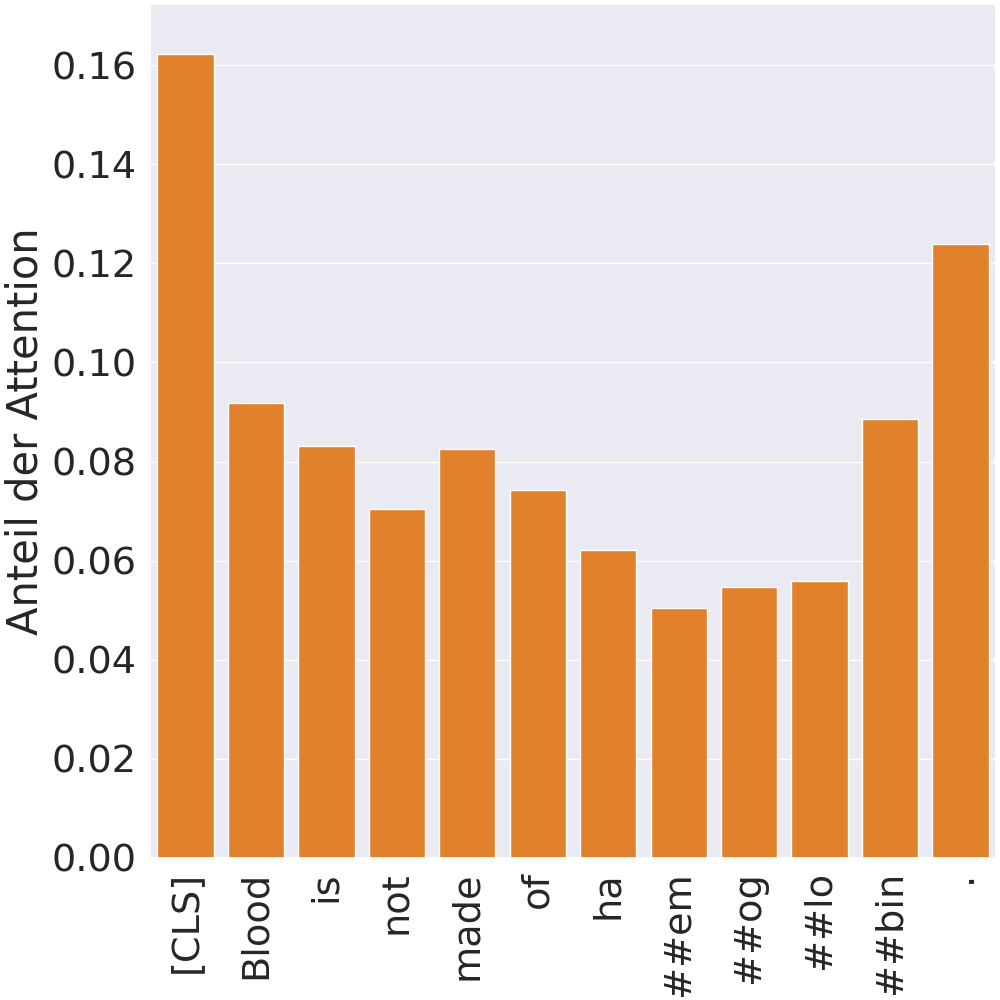 Anteil der Attention
0.16
0.14
0.12
0.10
0.08
0.06
0.04
0.02
0.00
[CLS]
Blood
is
not
made
of
ha
##em
##og
##lo
##bin
.